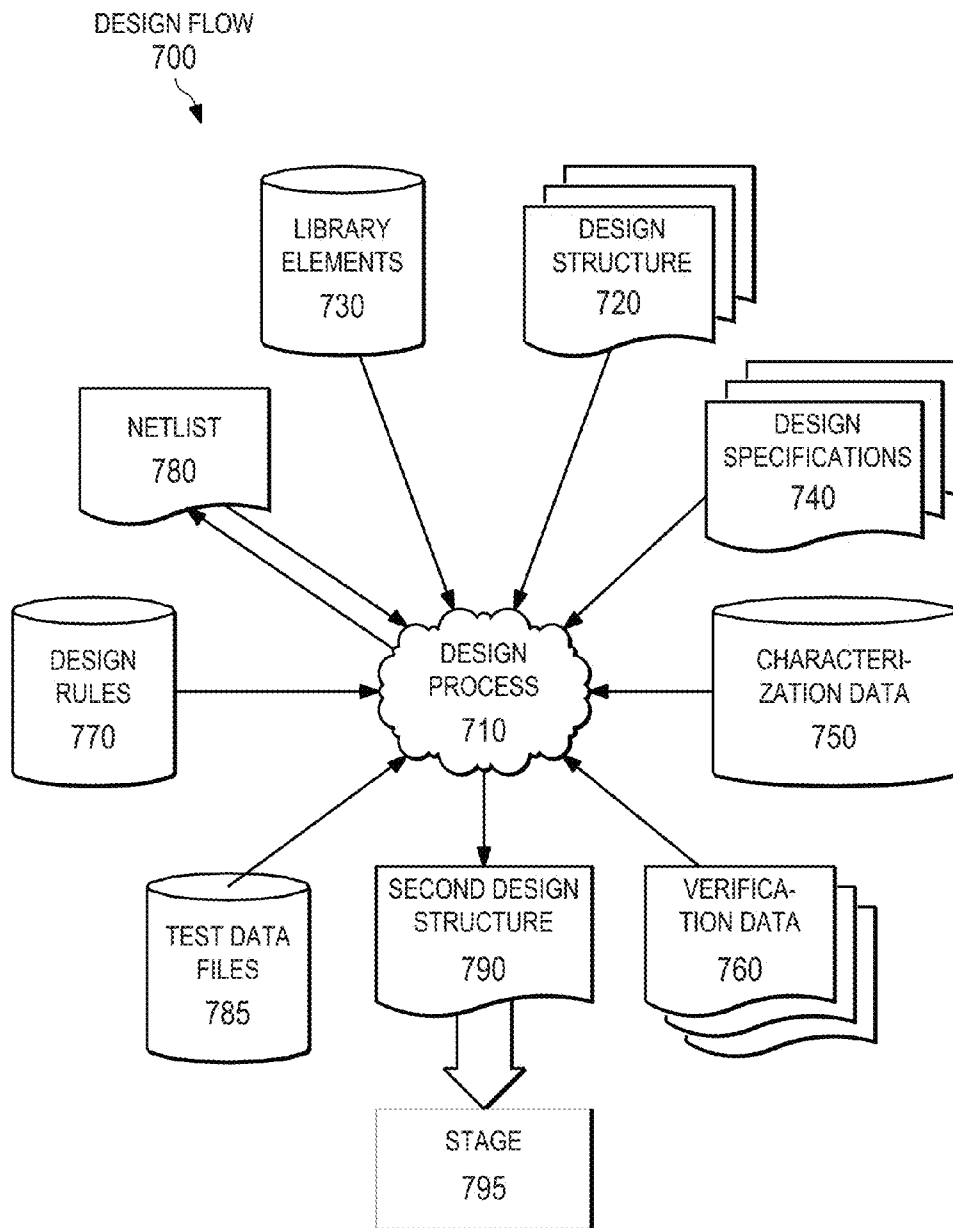 DESIGN FLOW
700
LIBRARY
ELEMENTS
730
DESIGN
STRUCTURE
720
NETLIST
780
DESIGN
SPECIFICATIONS
740
DESIGN
RULES
770
DESIGN
PROCESS
710
CHARACTERI-
ZATION DATA
750
TEST DATA
FILES
785
SECOND DESIGN
STRUCTURE
790
VERIFICA-
TION DATA
760
STAGE
795